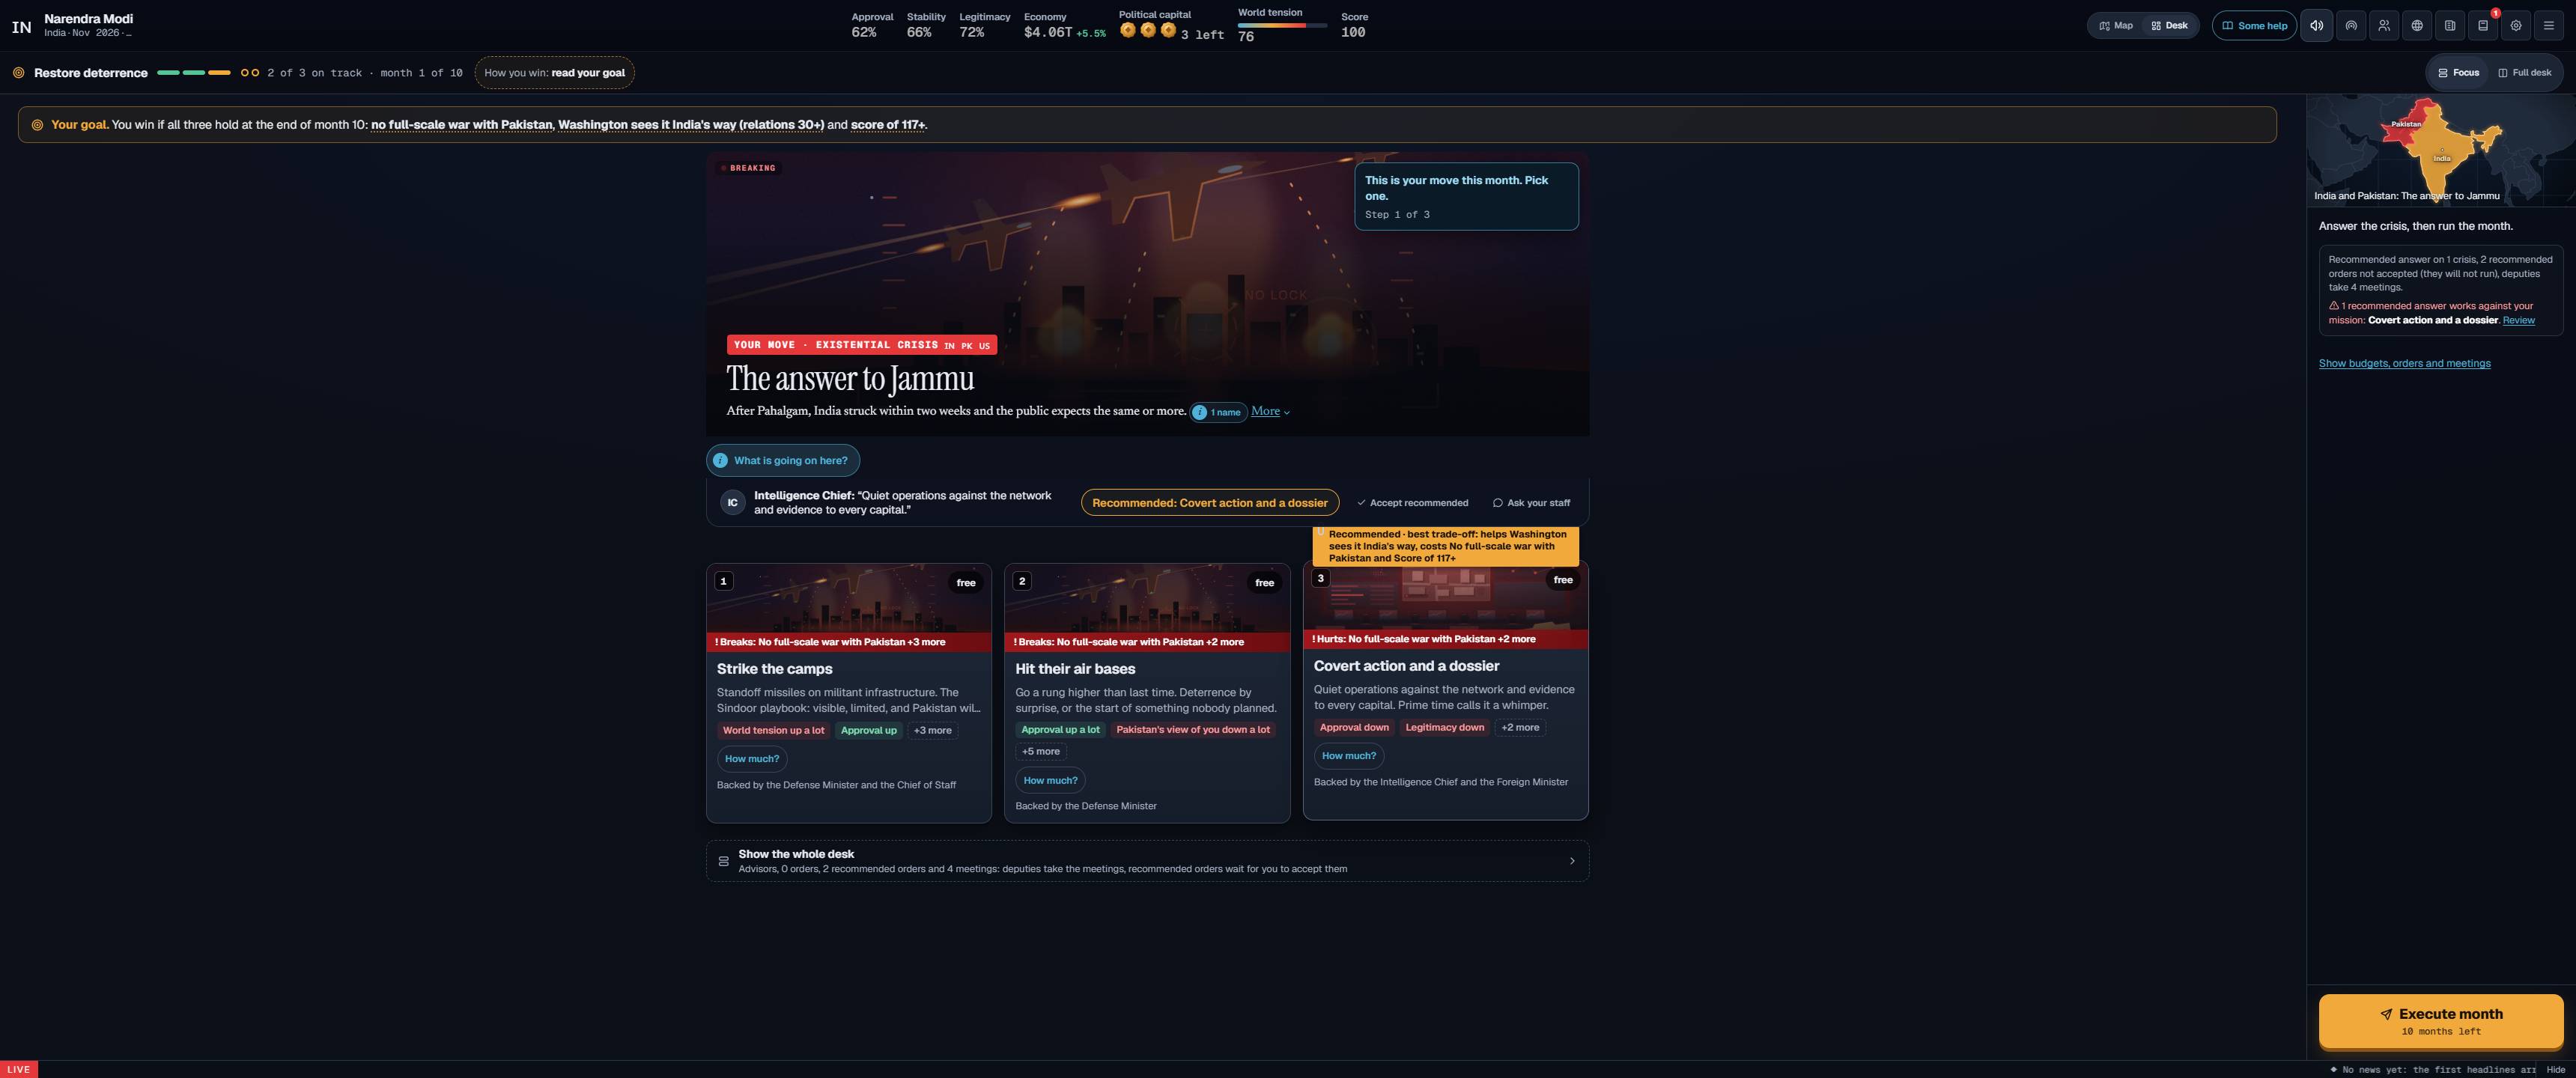 IN
Narendra Modi
India · Nov 2026 · …
Approval
62%
Stability
66%
Legitimacy
72%
Economy
$4.06T +5.5%
Political capital
3 left
World tension
76
Score
100
Map
Desk
Some help
1
Restore deterrence
2 of 3 on track · month 1 of 10
How you win: read your goal
Focus
Full desk
Your goal. You win if all three hold at the end of month 10: no full-scale war with Pakistan, Washington sees it India's way (relations 30+) and score of 117+.
BREAKING
This is your move this month. Pick
one.
Step 1 of 3
NO LOCK
YOUR MOVE · EXISTENTIAL CRISIS IN PK US
The answer to Jammu
After Pahalgam, India struck within two weeks and the public expects the same or more. i 1 name More
i What is going on here?
IC
Intelligence Chief: "Quiet operations against the network
and evidence to every capital."
Recommended: Covert action and a dossier
Accept recommended
Ask your staff
Recommended · best trade-off: helps Washington
sees it India's way, costs No full-scale war with
Pakistan and Score of 117+
1
free
! Breaks: No full-scale war with Pakistan +3 more
Strike the camps
Standoff missiles on militant infrastructure. The
Sindoor playbook: visible, limited, and Pakistan wil…
World tension up a lot
Approval up
+3 more
How much?
Backed by the Defense Minister and the Chief of Staff
2
free
! Breaks: No full-scale war with Pakistan +2 more
Hit their air bases
Go a rung higher than last time. Deterrence by
surprise, or the start of something nobody planned.
Approval up a lot
Pakistan's view of you down a lot
+5 more
How much?
Backed by the Defense Minister
3
free
! Hurts: No full-scale war with Pakistan +2 more
Covert action and a dossier
Quiet operations against the network and evidence
to every capital. Prime time calls it a whimper.
Approval down
Legitimacy down
+2 more
How much?
Backed by the Intelligence Chief and the Foreign Minister
Show the whole desk
Advisors, 0 orders, 2 recommended orders and 4 meetings: deputies take the meetings, recommended orders wait for you to accept them
Pakistan
India
India and Pakistan: The answer to Jammu
Answer the crisis, then run the month.
Recommended answer on 1 crisis, 2 recommended
orders not accepted (they will not run), deputies
take 4 meetings.
1 recommended answer works against your
mission: Covert action and a dossier. Review
Show budgets, orders and meetings
Execute month
10 months left
LIVE
◆ No news yet: the first headlines arr
Hide